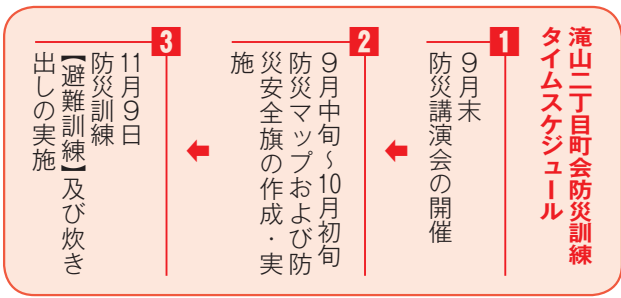 滝山二丁目町会防災訓練
タイムスケジュール
1
9月末
防災講演会の開催
2
9月中旬〜10月初旬
防災マップおよび防
災安全旗の作成・実
施
3
11月9日
防災訓練
【避難訓練】及び炊き
出しの実施